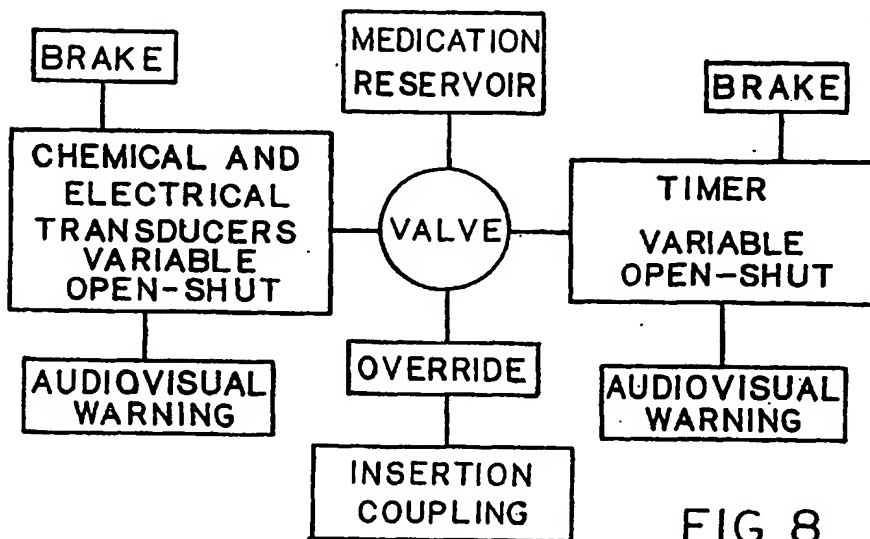 BRAKE
MEDICATION
RESERVOIR
BRAKE
CHEMICAL AND
ELECTRICAL
TRANSDUCERS
VARIABLE
OPEN-SHUT
VALVE
TIMER
VARIABLE
OPEN-SHUT
AUDIOVISUAL
WARNING
OVERRIDE
AUDIOVISUAL
WARNING
INSERTION
COUPLING
FIG 8